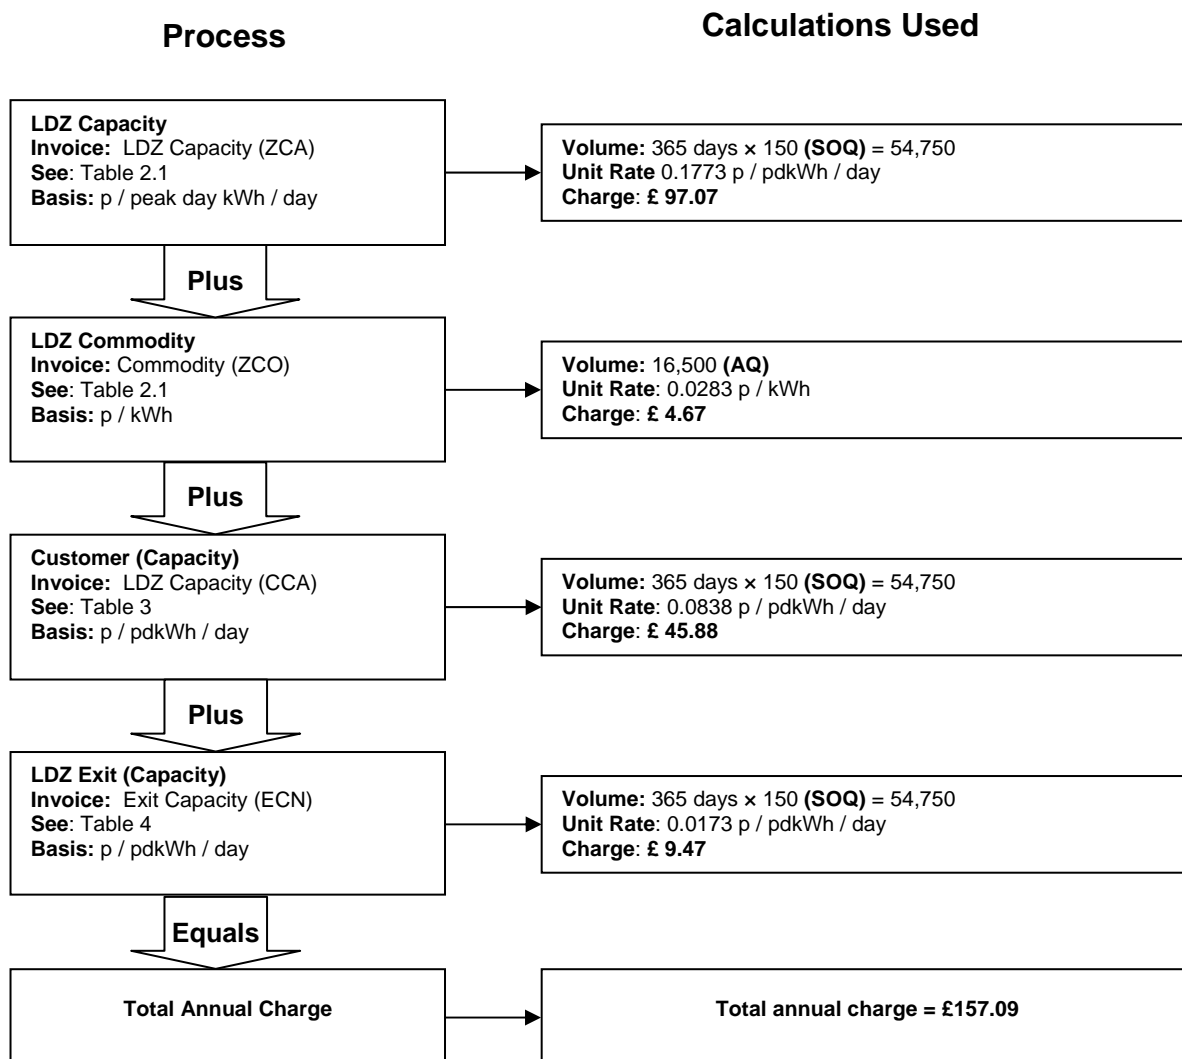 Process
Calculations Used
LDZ Capacity
Invoice: LDZ Capacity (ZCA)
See: Table 2.1
Basis: p / peak day kWh / day
Volume: 365 days × 150 (SOQ) = 54,750
Unit Rate 0.1773 p / pdkWh / day
Charge: £ 97.07
Plus
LDZ Commodity
Invoice: Commodity (ZCO)
See: Table 2.1
Basis: p / kWh
Volume: 16,500 (AQ)
Unit Rate: 0.0283 p / kWh
Charge: £ 4.67
Plus
Customer (Capacity)
Invoice: LDZ Capacity (CCA)
See: Table 3
Basis: p / pdkWh / day
Volume: 365 days × 150 (SOQ) = 54,750
Unit Rate: 0.0838 p / pdkWh / day
Charge: £ 45.88
Plus
LDZ Exit (Capacity)
Invoice: Exit Capacity (ECN)
See: Table 4
Basis: p / pdkWh / day
Volume: 365 days × 150 (SOQ) = 54,750
Unit Rate: 0.0173 p / pdkWh / day
Charge: £ 9.47
Equals
Total Annual Charge
Total annual charge = £157.09